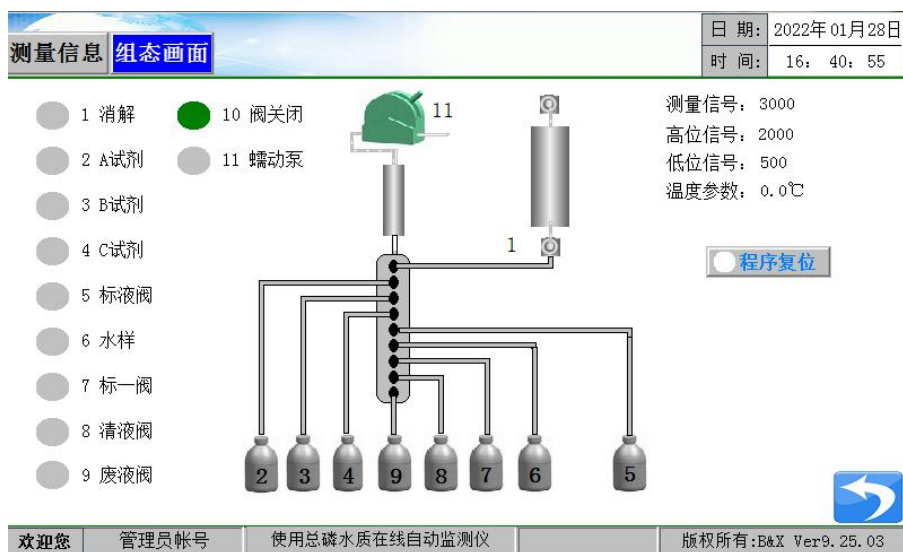 测量信息 组态画面
日 期: 2022年01月28日
时 间: 16: 40: 55
1 消解
2 A试剂
3 B试剂
4 C试剂
5 标液阀
6 水样
7 标一阀
8 清液阀
9 废液阀
10 阀关闭
11 蠕动泵
11
1
测量信号: 3000
高位信号: 2000
低位信号: 500
温度参数: 0.0℃
程序复位
2 3 4 9 8 7 6 5
欢迎您 管理员帐号 使用总磷水质在线自动监测仪 版权所有:B&X Ver9.25.03